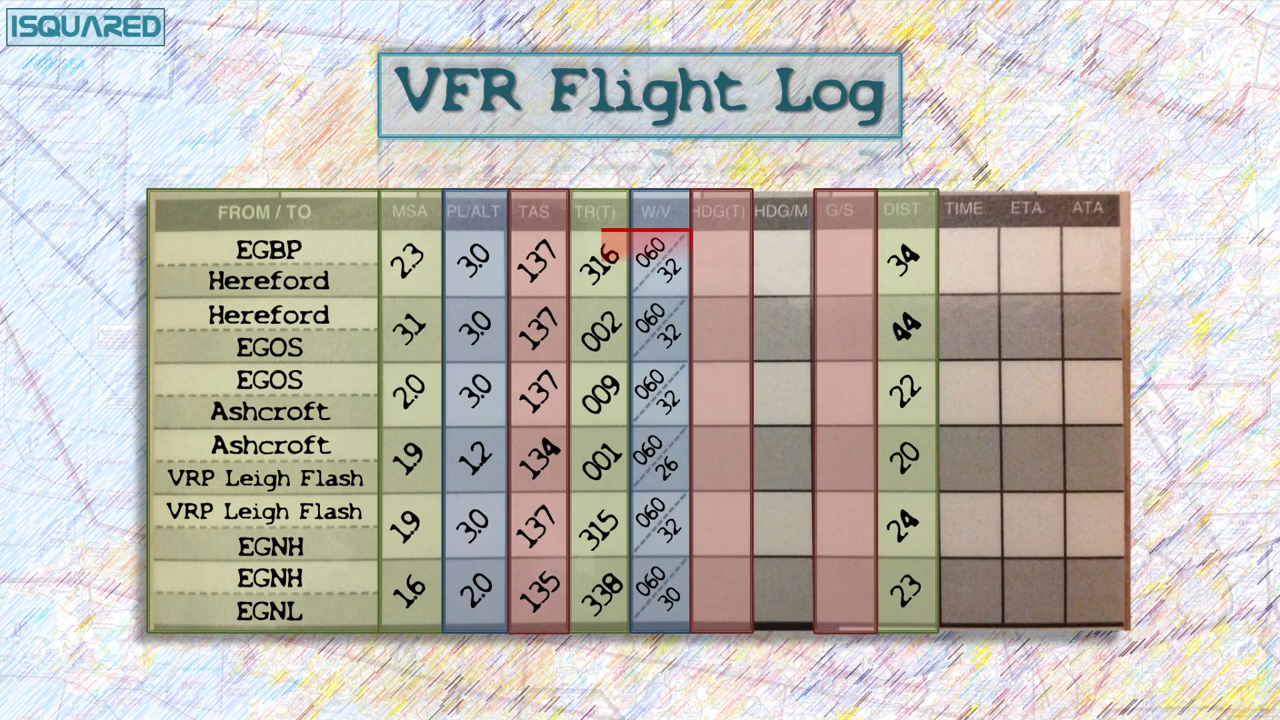 ISQUARED
VFR Flight Log
FROM / TO MSA PL/ALT TAS TR(T) W/V HDG(T) HDG/M G/S DIST TIME ETA ATA
EGBP
Hereford
2.3 3.0 137 316 060 32 34
Hereford
EGOS
3.1 3.0 137 002 060 32 44
EGOS
Ashcroft
2.0 3.0 137 009 060 32 22
Ashcroft
VRP Leigh Flash
1.9 1.2 134 001 060 26 20
VRP Leigh Flash
EGNH
1.9 3.0 137 315 060 32 24
EGNH
EGNL
1.6 2.0 135 338 060 30 23